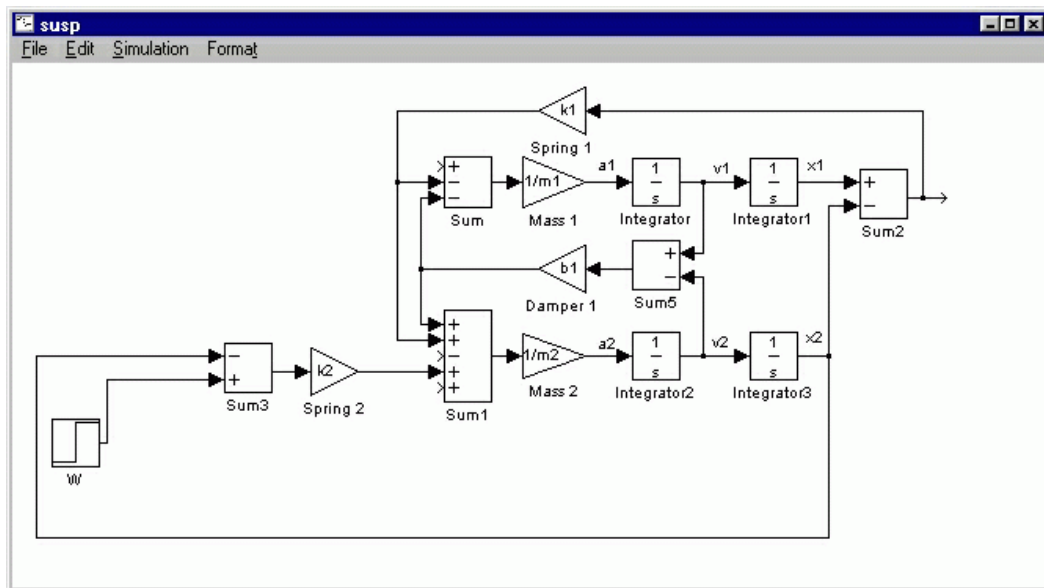 susp
File Edit Simulation Format
k1
Spring 1
+
−
−
Sum
1/m1
Mass 1
a1
1
s
Integrator
v1
1
s
Integrator1
x1
+
−
Sum2
b1
Damper 1
+
−
Sum5
+
+
−
+
+
Sum1
1/m2
Mass 2
a2
1
s
Integrator2
v2
1
s
Integrator3
x2
−
+
Sum3
k2
Spring 2
W